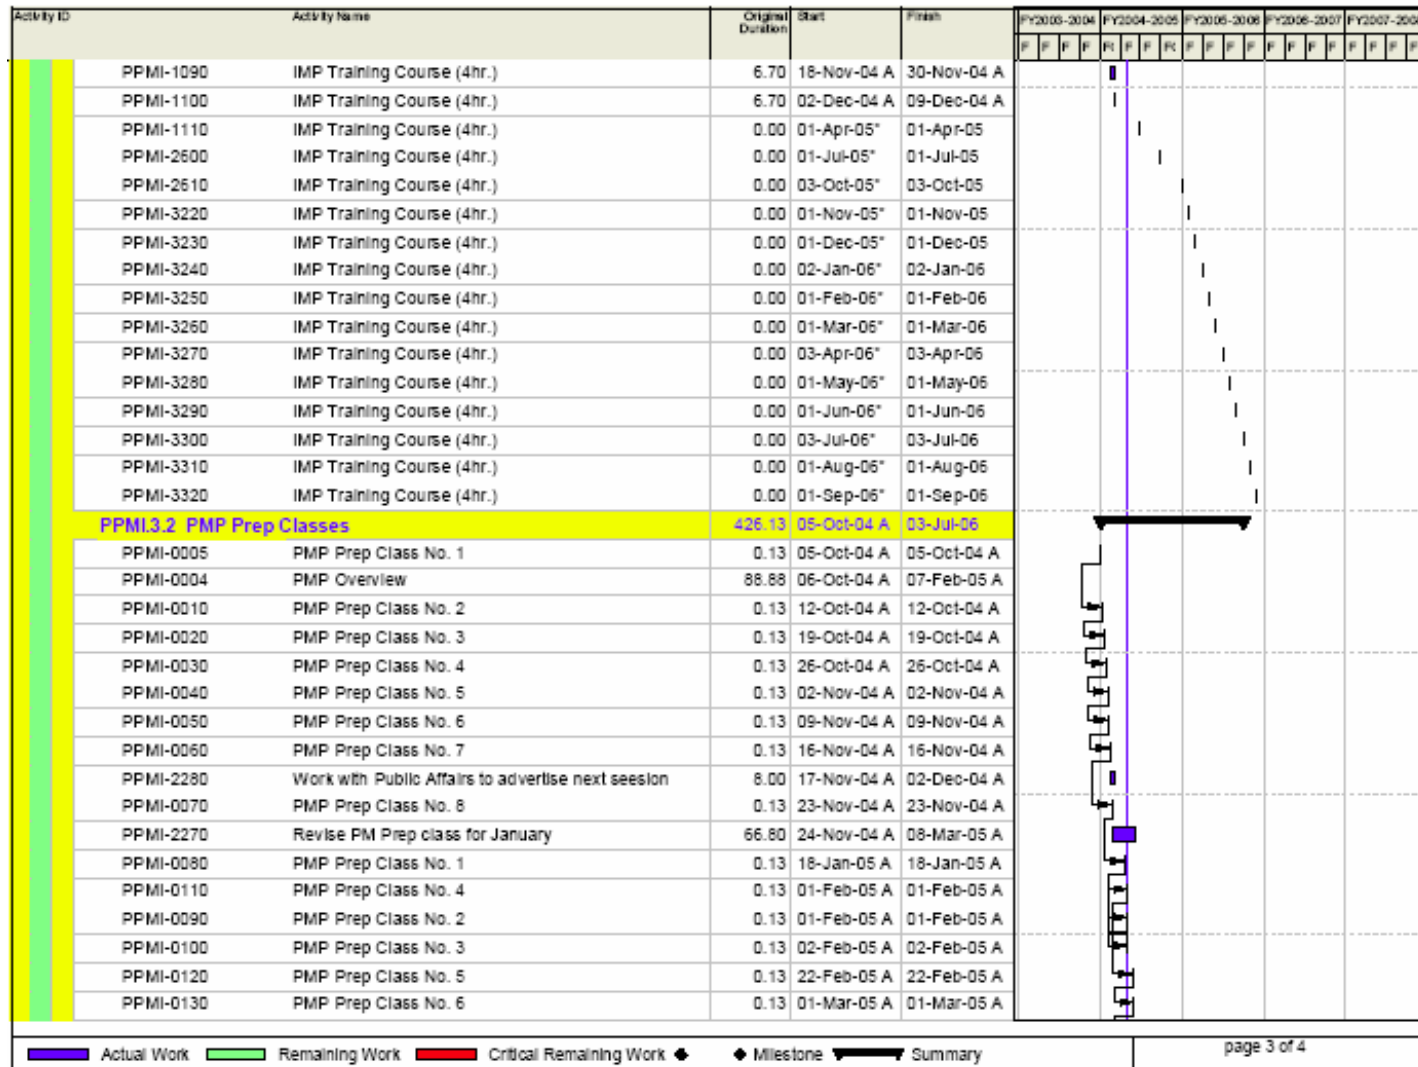 Activity ID Activity Name Original Duration Start Finish FY2003-2004 FY2004-2005 FY2005-2006 FY2006-2007 FY2007-200
F F F F F F F F F F F F F F F F F F
PPMI-1090 IMP Training Course (4hr.) 6.70 18-Nov-04 A 30-Nov-04 A
PPMI-1100 IMP Training Course (4hr.) 6.70 02-Dec-04 A 09-Dec-04 A
PPMI-1110 IMP Training Course (4hr.) 0.00 01-Apr-05* 01-Apr-05
PPMI-2600 IMP Training Course (4hr.) 0.00 01-Jul-05* 01-Jul-05
PPMI-2610 IMP Training Course (4hr.) 0.00 03-Oct-05* 03-Oct-05
PPMI-3220 IMP Training Course (4hr.) 0.00 01-Nov-05* 01-Nov-05
PPMI-3230 IMP Training Course (4hr.) 0.00 01-Dec-05* 01-Dec-05
PPMI-3240 IMP Training Course (4hr.) 0.00 02-Jan-06* 02-Jan-06
PPMI-3250 IMP Training Course (4hr.) 0.00 01-Feb-06* 01-Feb-06
PPMI-3260 IMP Training Course (4hr.) 0.00 01-Mar-06* 01-Mar-06
PPMI-3270 IMP Training Course (4hr.) 0.00 03-Apr-06* 03-Apr-06
PPMI-3280 IMP Training Course (4hr.) 0.00 01-May-06* 01-May-06
PPMI-3290 IMP Training Course (4hr.) 0.00 01-Jun-06* 01-Jun-06
PPMI-3300 IMP Training Course (4hr.) 0.00 03-Jul-06* 03-Jul-06
PPMI-3310 IMP Training Course (4hr.) 0.00 01-Aug-06* 01-Aug-06
PPMI-3320 IMP Training Course (4hr.) 0.00 01-Sep-06* 01-Sep-06
PPMI.3.2 PMP Prep Classes 426.13 05-Oct-04 A 03-Jul-06
PPMI-0005 PMP Prep Class No. 1 0.13 05-Oct-04 A 05-Oct-04 A
PPMI-0004 PMP Overview 88.88 06-Oct-04 A 07-Feb-05 A
PPMI-0010 PMP Prep Class No. 2 0.13 12-Oct-04 A 12-Oct-04 A
PPMI-0020 PMP Prep Class No. 3 0.13 19-Oct-04 A 19-Oct-04 A
PPMI-0030 PMP Prep Class No. 4 0.13 26-Oct-04 A 26-Oct-04 A
PPMI-0040 PMP Prep Class No. 5 0.13 02-Nov-04 A 02-Nov-04 A
PPMI-0050 PMP Prep Class No. 6 0.13 09-Nov-04 A 09-Nov-04 A
PPMI-0060 PMP Prep Class No. 7 0.13 16-Nov-04 A 16-Nov-04 A
PPMI-2280 Work with Public Affairs to advertise next seesion 8.00 17-Nov-04 A 02-Dec-04 A
PPMI-0070 PMP Prep Class No. 8 0.13 23-Nov-04 A 23-Nov-04 A
PPMI-2270 Revise PM Prep class for January 66.80 24-Nov-04 A 08-Mar-05 A
PPMI-0080 PMP Prep Class No. 1 0.13 18-Jan-05 A 18-Jan-05 A
PPMI-0110 PMP Prep Class No. 4 0.13 01-Feb-05 A 01-Feb-05 A
PPMI-0090 PMP Prep Class No. 2 0.13 01-Feb-05 A 01-Feb-05 A
PPMI-0100 PMP Prep Class No. 3 0.13 02-Feb-05 A 02-Feb-05 A
PPMI-0120 PMP Prep Class No. 5 0.13 22-Feb-05 A 22-Feb-05 A
PPMI-0130 PMP Prep Class No. 6 0.13 01-Mar-05 A 01-Mar-05 A
Actual Work Remaining Work Critical Remaining Work Milestone Summary page 3 of 4